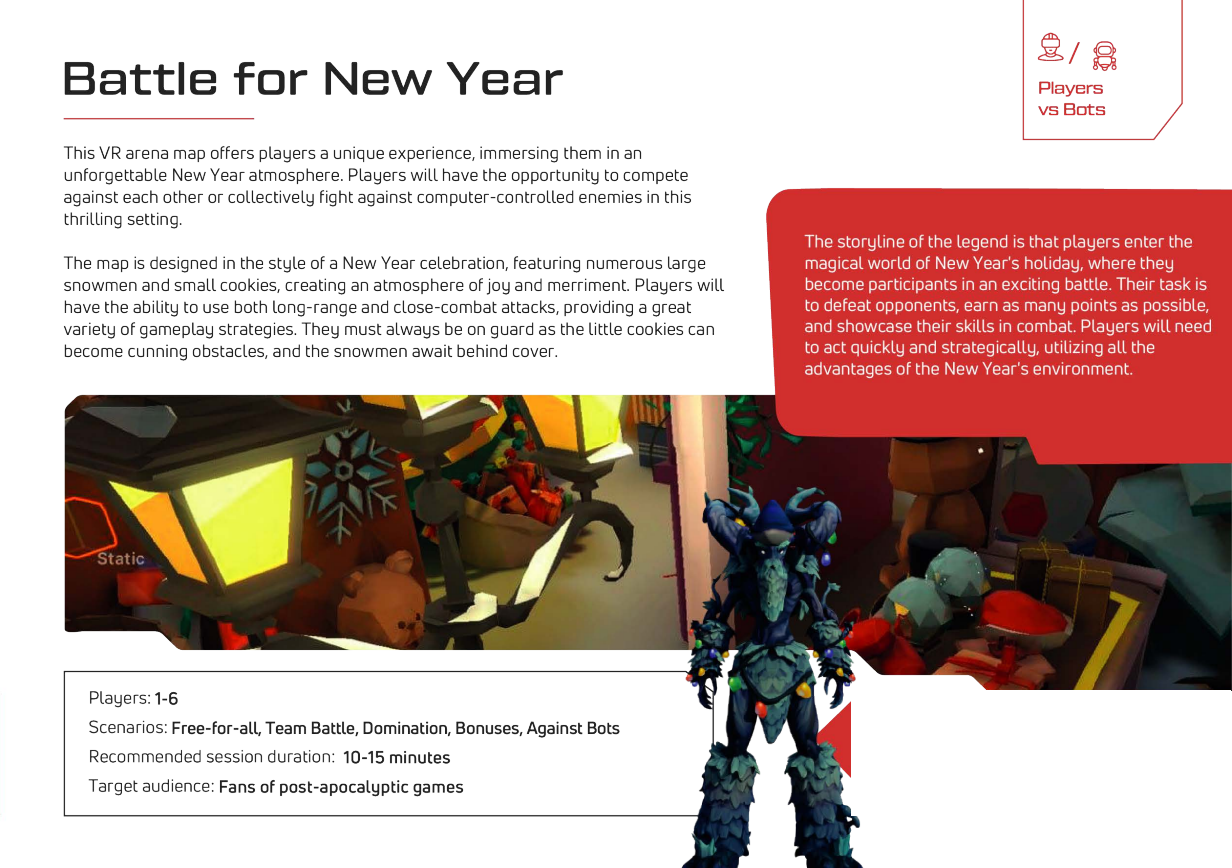 Battle for New Year
/
Players
vs Bots
This VR arena map offers players a unique experience, immersing them in an
unforgettable New Year atmosphere. Players will have the opportunity to compete
against each other or collectively fight against computer-controlled enemies in this
thrilling setting.
The map is designed in the style of a New Year celebration, featuring numerous large
snowmen and small cookies, creating an atmosphere of joy and merriment. Players will
have the ability to use both long-range and close-combat attacks, providing a great
variety of gameplay strategies. They must always be on guard as the little cookies can
become cunning obstacles, and the snowmen await behind cover.
The storyline of the legend is that players enter the
magical world of New Year's holiday, where they
become participants in an exciting battle. Their task is
to defeat opponents, earn as many points as possible,
and showcase their skills in combat. Players will need
to act quickly and strategically, utilizing all the
advantages of the New Year's environment.
Static
Players: 1-6
Scenarios: Free-for-all, Team Battle, Domination, Bonuses, Against Bots
Recommended session duration: 10-15 minutes
Target audience: Fans of post-apocalyptic games